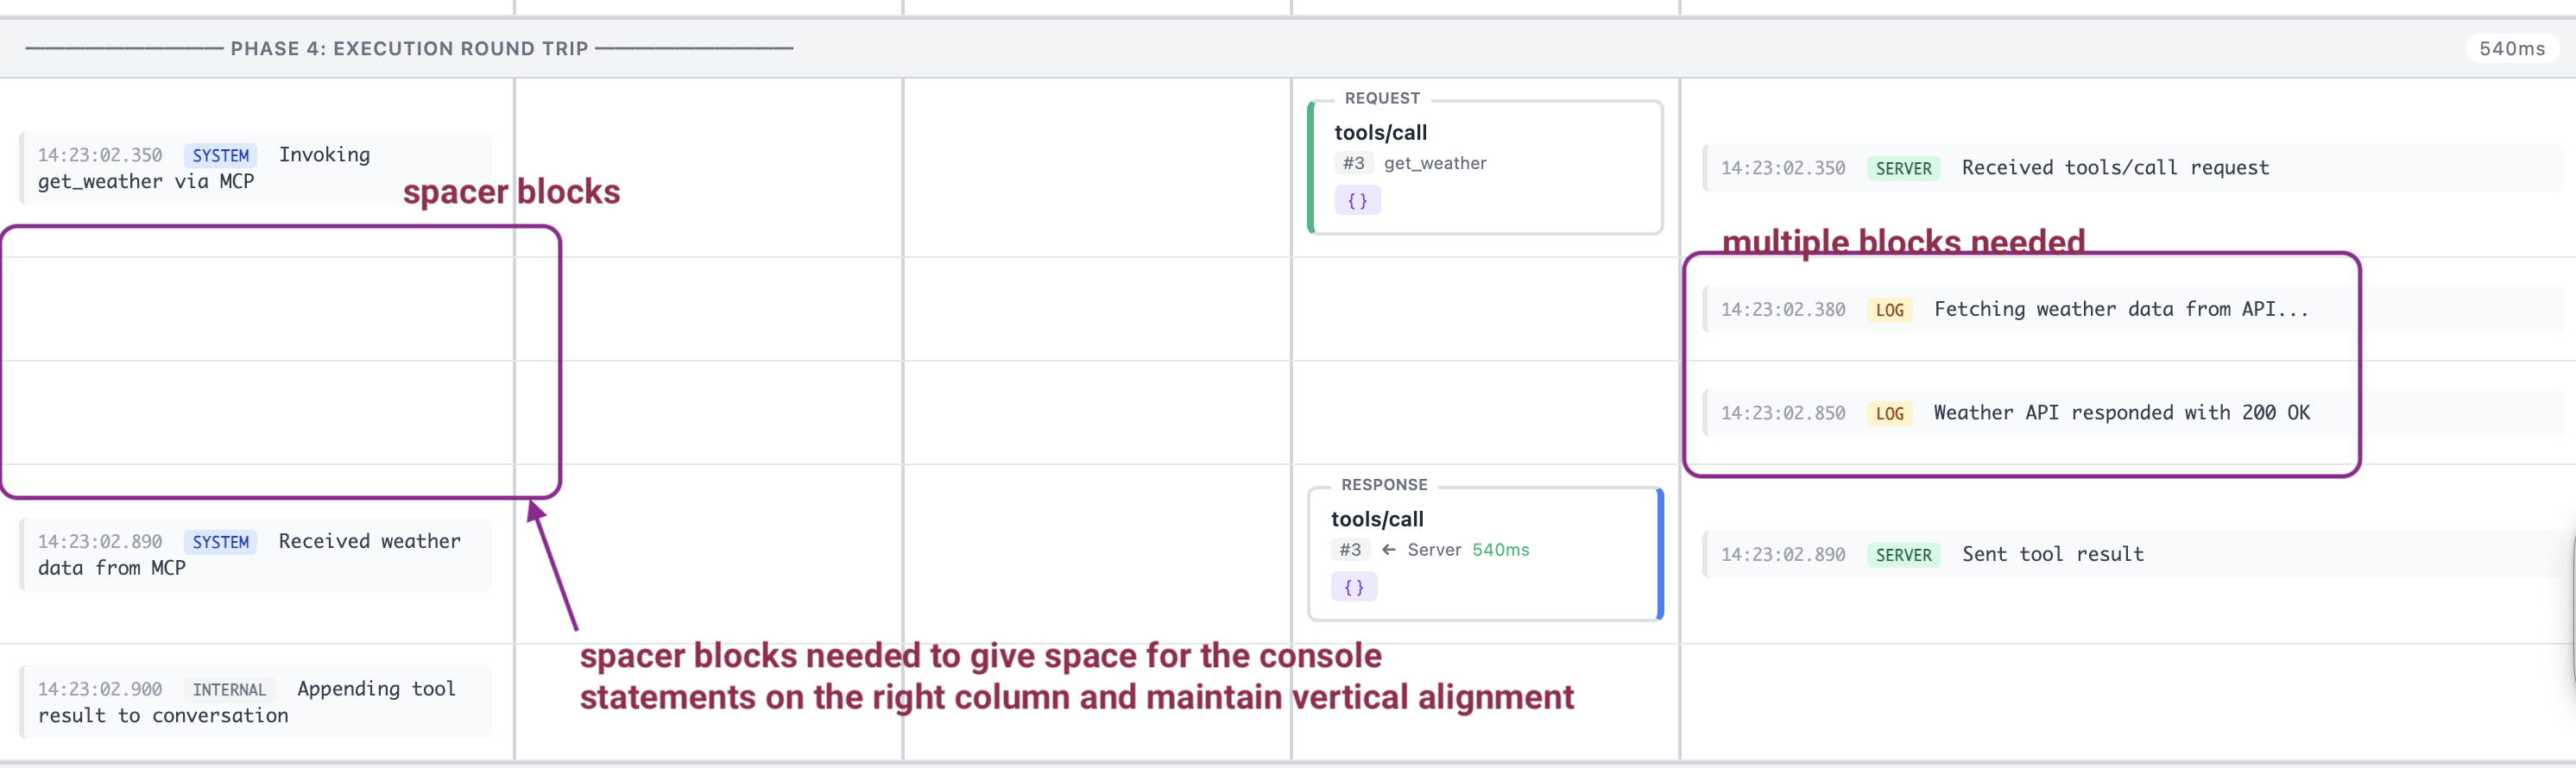 PHASE 4: EXECUTION ROUND TRIP
540ms
14:23:02.350 SYSTEM Invoking
get_weather via MCP
spacer blocks
REQUEST
tools/call
#3 get_weather
{}
14:23:02.350 SERVER Received tools/call request
multiple blocks needed
14:23:02.380 LOG Fetching weather data from API...
14:23:02.850 LOG Weather API responded with 200 OK
14:23:02.890 SYSTEM Received weather
data from MCP
RESPONSE
tools/call
#3 ← Server 540ms
{}
14:23:02.890 SERVER Sent tool result
spacer blocks needed to give space for the console
statements on the right column and maintain vertical alignment
14:23:02.900 INTERNAL Appending tool
result to conversation